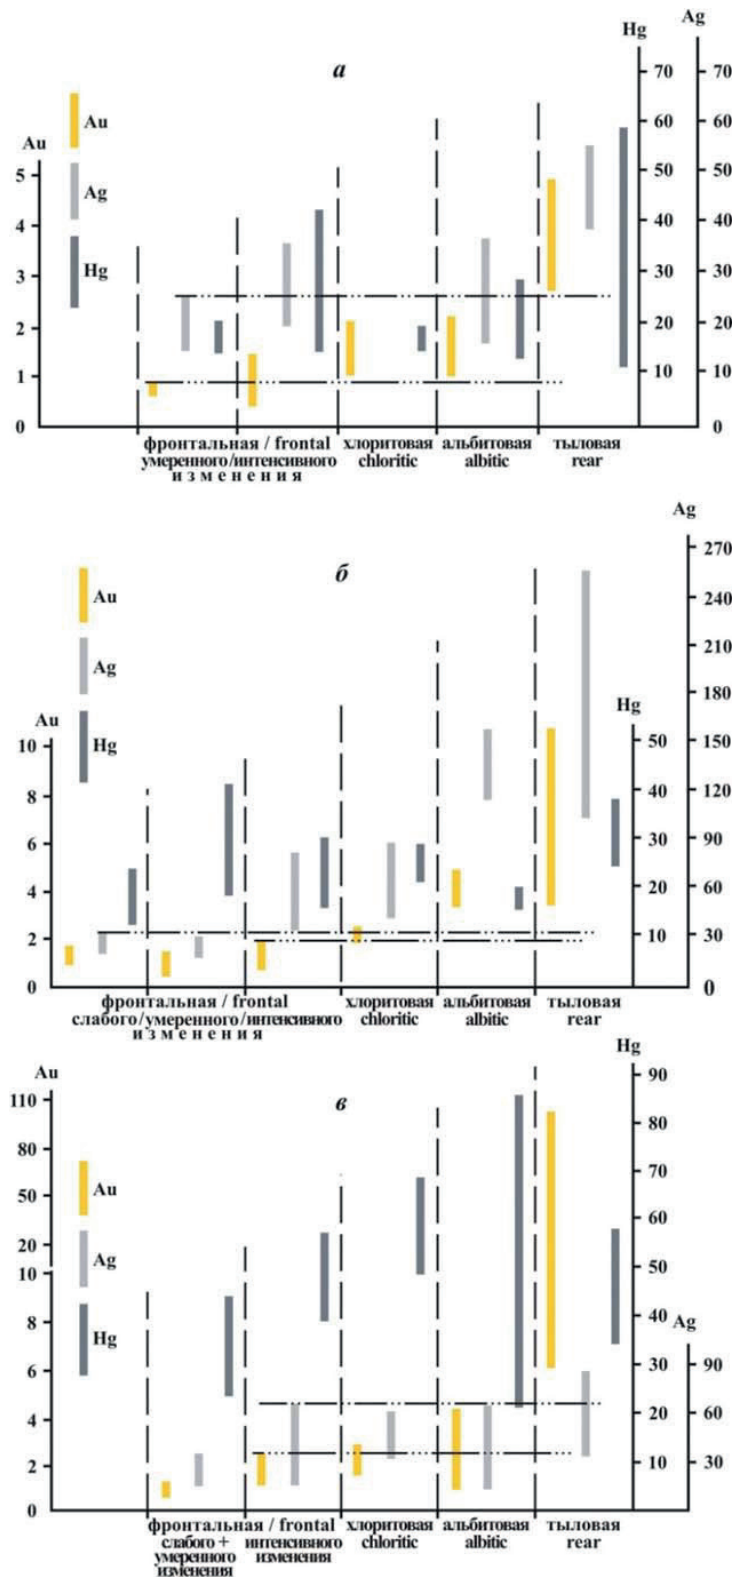 Ag
Hg
а
70 70
Au
60 60
Au
5
50 50
Ag
4
40 40
Hg
3
30 30
2
20 20
1
10 10
0
0 0
фронтальная / frontal хлоритовая альбитовая тыловая
умеренного/интенсивного chloritic albitic rear
изменения
Ag
270
б
Au
240
210
Ag
180
Au
Hg
Hg
10
50 150
8
40 120
6
30 90
4
20 60
2
10 30
0
0
фронтальная / frontal хлоритовая альбитовая тыловая
слабого/умеренного/интенсивного chloritic albitic rear
изменения
Hg
Au
90
110
в
80
80
Au
70
50
60
20
Ag
50
10
8
Hg
40
Ag
6
30 90
4
20 60
2
10 30
0
фронтальная / frontal хлоритовая альбитовая тыловая
слабого + интенсивного chloritic albitic rear
умеренного изменения
изменения